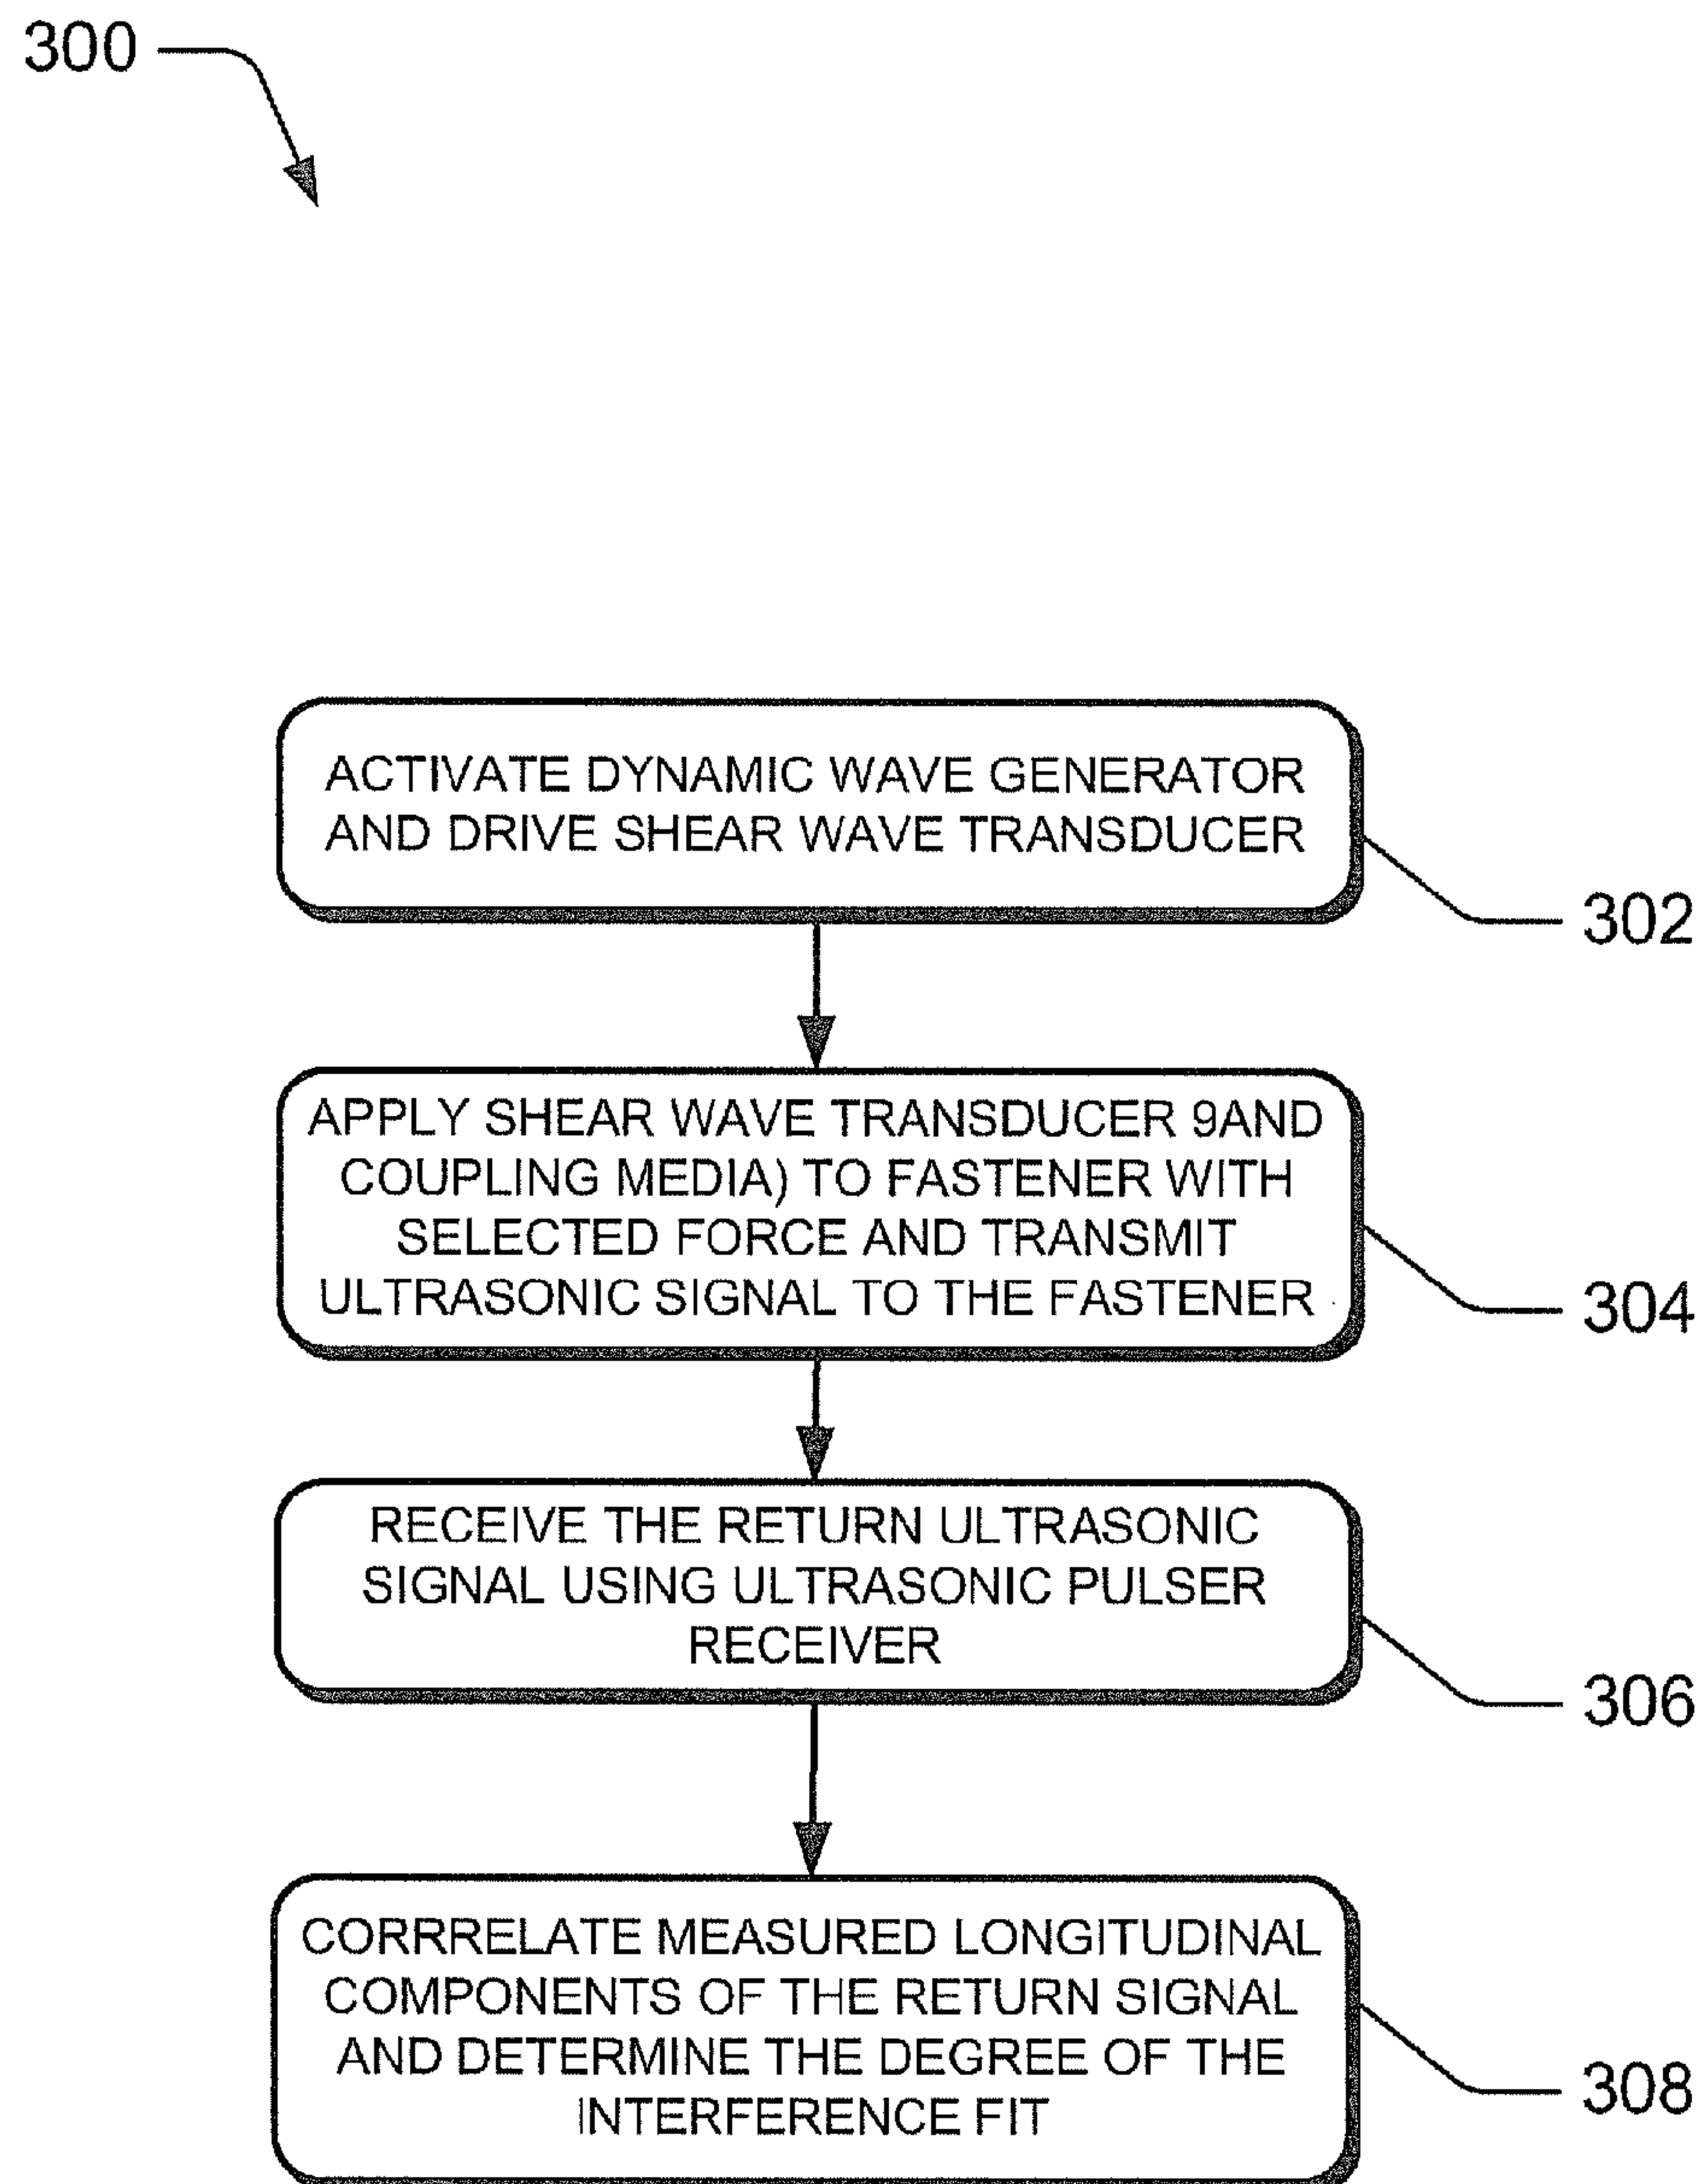 300
ACTIVATE DYNAMIC WAVE GENERATOR
AND DRIVE SHEAR WAVE TRANSDUCER
302
APPLY SHEAR WAVE TRANSDUCER 9AND
COUPLING MEDIA) TO FASTENER WITH
SELECTED FORCE AND TRANSMIT
ULTRASONIC SIGNAL TO THE FASTENER
304
RECEIVE THE RETURN ULTRASONIC
SIGNAL USING ULTRASONIC PULSER
RECEIVER
306
CORRRELATE MEASURED LONGITUDINAL
COMPONENTS OF THE RETURN SIGNAL
AND DETERMINE THE DEGREE OF THE
INTERFERENCE FIT
308